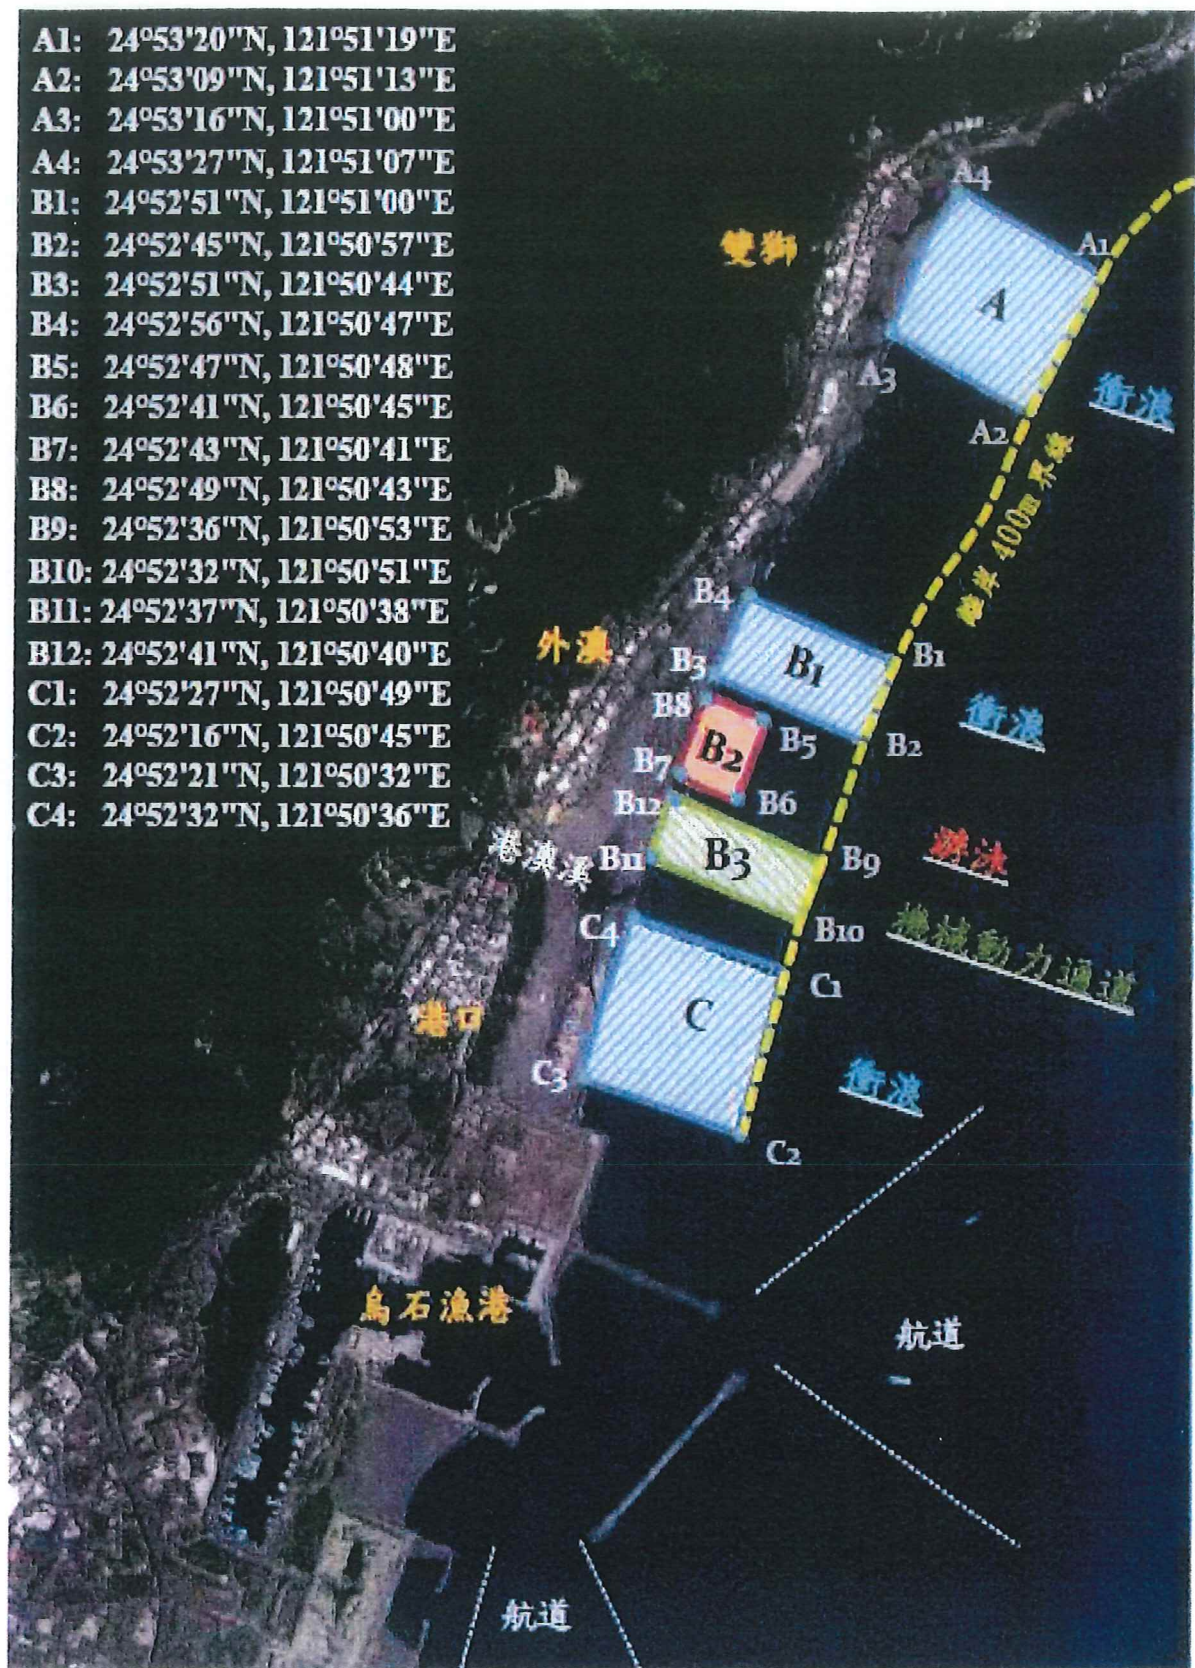 A1: 24°53'20"N, 121°51'19"E
A2: 24°53'09"N, 121°51'13"E
A3: 24°53'16"N, 121°51'00"E
A4: 24°53'27"N, 121°51'07"E
B1: 24°52'51"N, 121°51'00"E
B2: 24°52'45"N, 121°50'57"E
B3: 24°52'51"N, 121°50'44"E
B4: 24°52'56"N, 121°50'47"E
B5: 24°52'47"N, 121°50'48"E
B6: 24°52'41"N, 121°50'45"E
B7: 24°52'43"N, 121°50'41"E
B8: 24°52'49"N, 121°50'43"E
B9: 24°52'36"N, 121°50'53"E
B10: 24°52'32"N, 121°50'51"E
B11: 24°52'37"N, 121°50'38"E
B12: 24°52'41"N, 121°50'40"E
C1: 24°52'27"N, 121°50'49"E
C2: 24°52'16"N, 121°50'45"E
C3: 24°52'21"N, 121°50'32"E
C4: 24°52'32"N, 121°50'36"E
A4
雙獅
A1
A
A3
衝浪
A2
距岸 400m 界線
B4
外澳
B1
B1
B3
B8
衝浪
B5
B2
B2
B7
B12
B6
游泳
港澳溪
B11
B3
B9
C4
B10
機械動力通道
C1
C
港口
C3
衝浪
C2
烏石漁港
航道
航道